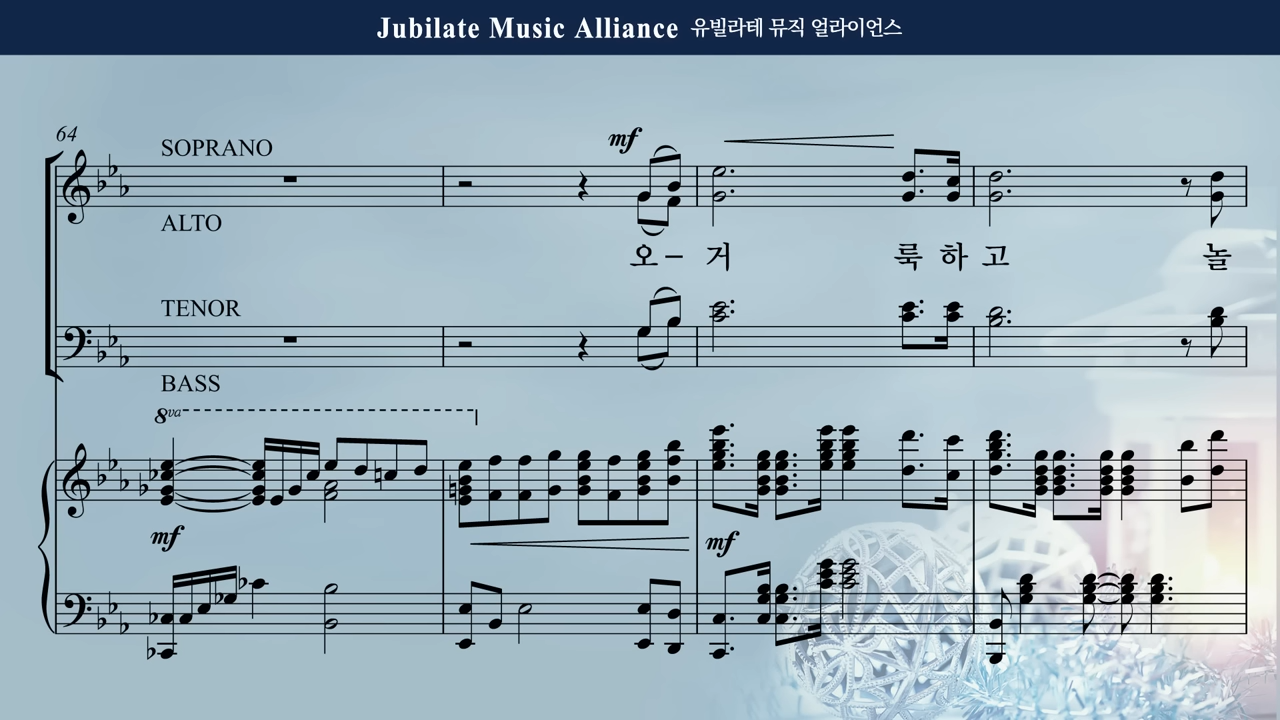 Jubilate Music Alliance 유빌라테 뮤직 얼라이언스
64
SOPRANO
mf
ALTO
오– 거 룩 하 고 놀
TENOR
BASS
8va
mf
mf